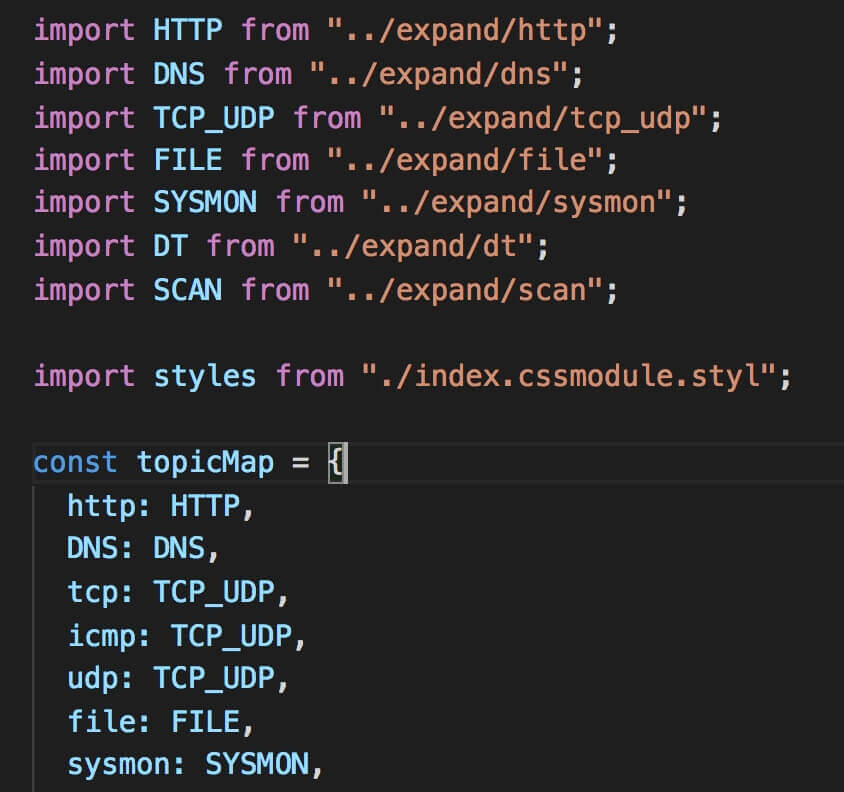 import HTTP from "../expand/http";
import DNS from "../expand/dns";
import TCP_UDP from "../expand/tcp_udp";
import FILE from "../expand/file";
import SYSMON from "../expand/sysmon";
import DT from "../expand/dt";
import SCAN from "../expand/scan";
import styles from "./index.cssmodule.styl";
const topicMap = {
http: HTTP,
DNS: DNS,
tcp: TCP_UDP,
icmp: TCP_UDP,
udp: TCP_UDP,
file: FILE,
sysmon: SYSMON,